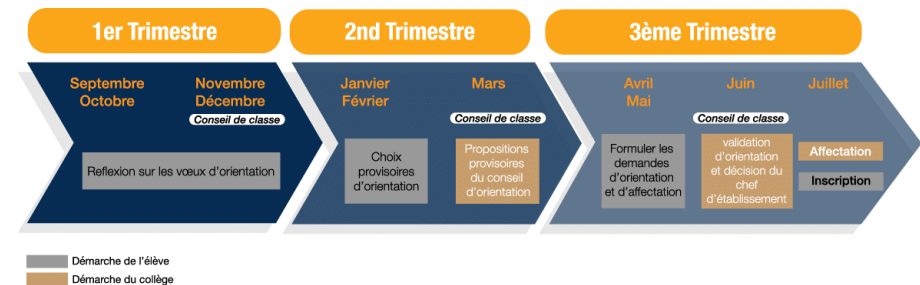 1er Trimestre
2nd Trimestre
3ème Trimestre
Septembre
Octobre
Novembre
Décembre
Conseil de classe
Reflexion sur les vœux d'orientation
Janvier
Février
Mars
Conseil de classe
Choix
provisoires
d'orientation
Propositions
provisoires
du conseil
d'orientation
Avril
Mai
Juin
Juillet
Conseil de classe
Formuler les
demandes
d'orientation
et d'affectation
validation
d'orientation
et décision du
chef
d'établissement
Affectation
Inscription
Démarche de l'élève
Démarche du collège